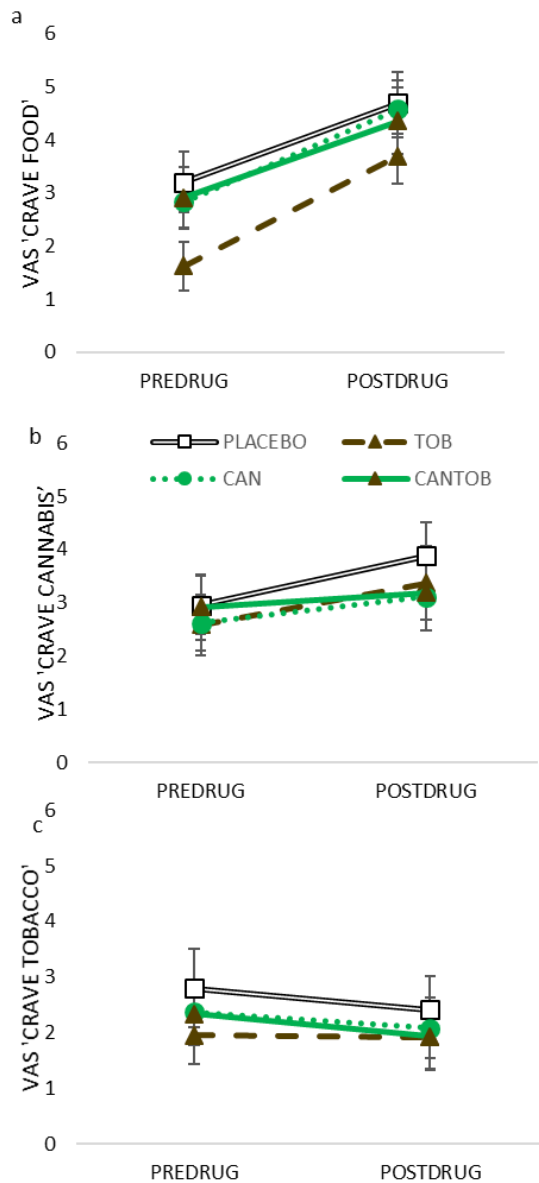 a
6
5
4
3
2
1
0
VAS 'CRAVE FOOD'
PREDRUG POSTDRUG
b
6
5
4
3
2
1
0
VAS 'CRAVE CANNABIS'
PLACEBO TOB
CAN CANTOB
PREDRUG POSTDRUG
c
6
5
4
3
2
1
0
VAS 'CRAVE TOBACCO'
PREDRUG POSTDRUG